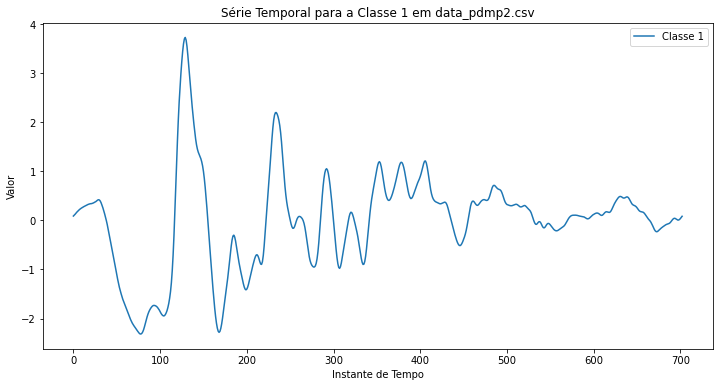 Série Temporal para a Classe 1 em data_pdmp2.csv
Classe 1
Valor
4
3
2
1
0
−1
−2
0 100 200 300 400 500 600 700
Instante de Tempo